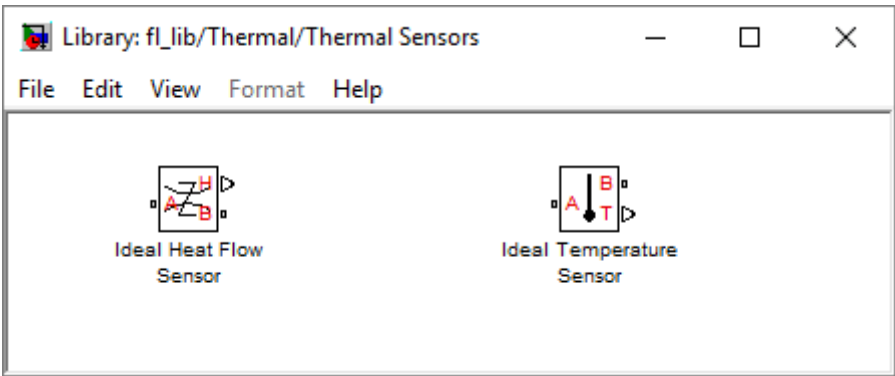 Library: fl_lib/Thermal/Thermal Sensors
File Edit View Format Help
A H B
Ideal Heat Flow
Sensor
A B T
Ideal Temperature
Sensor